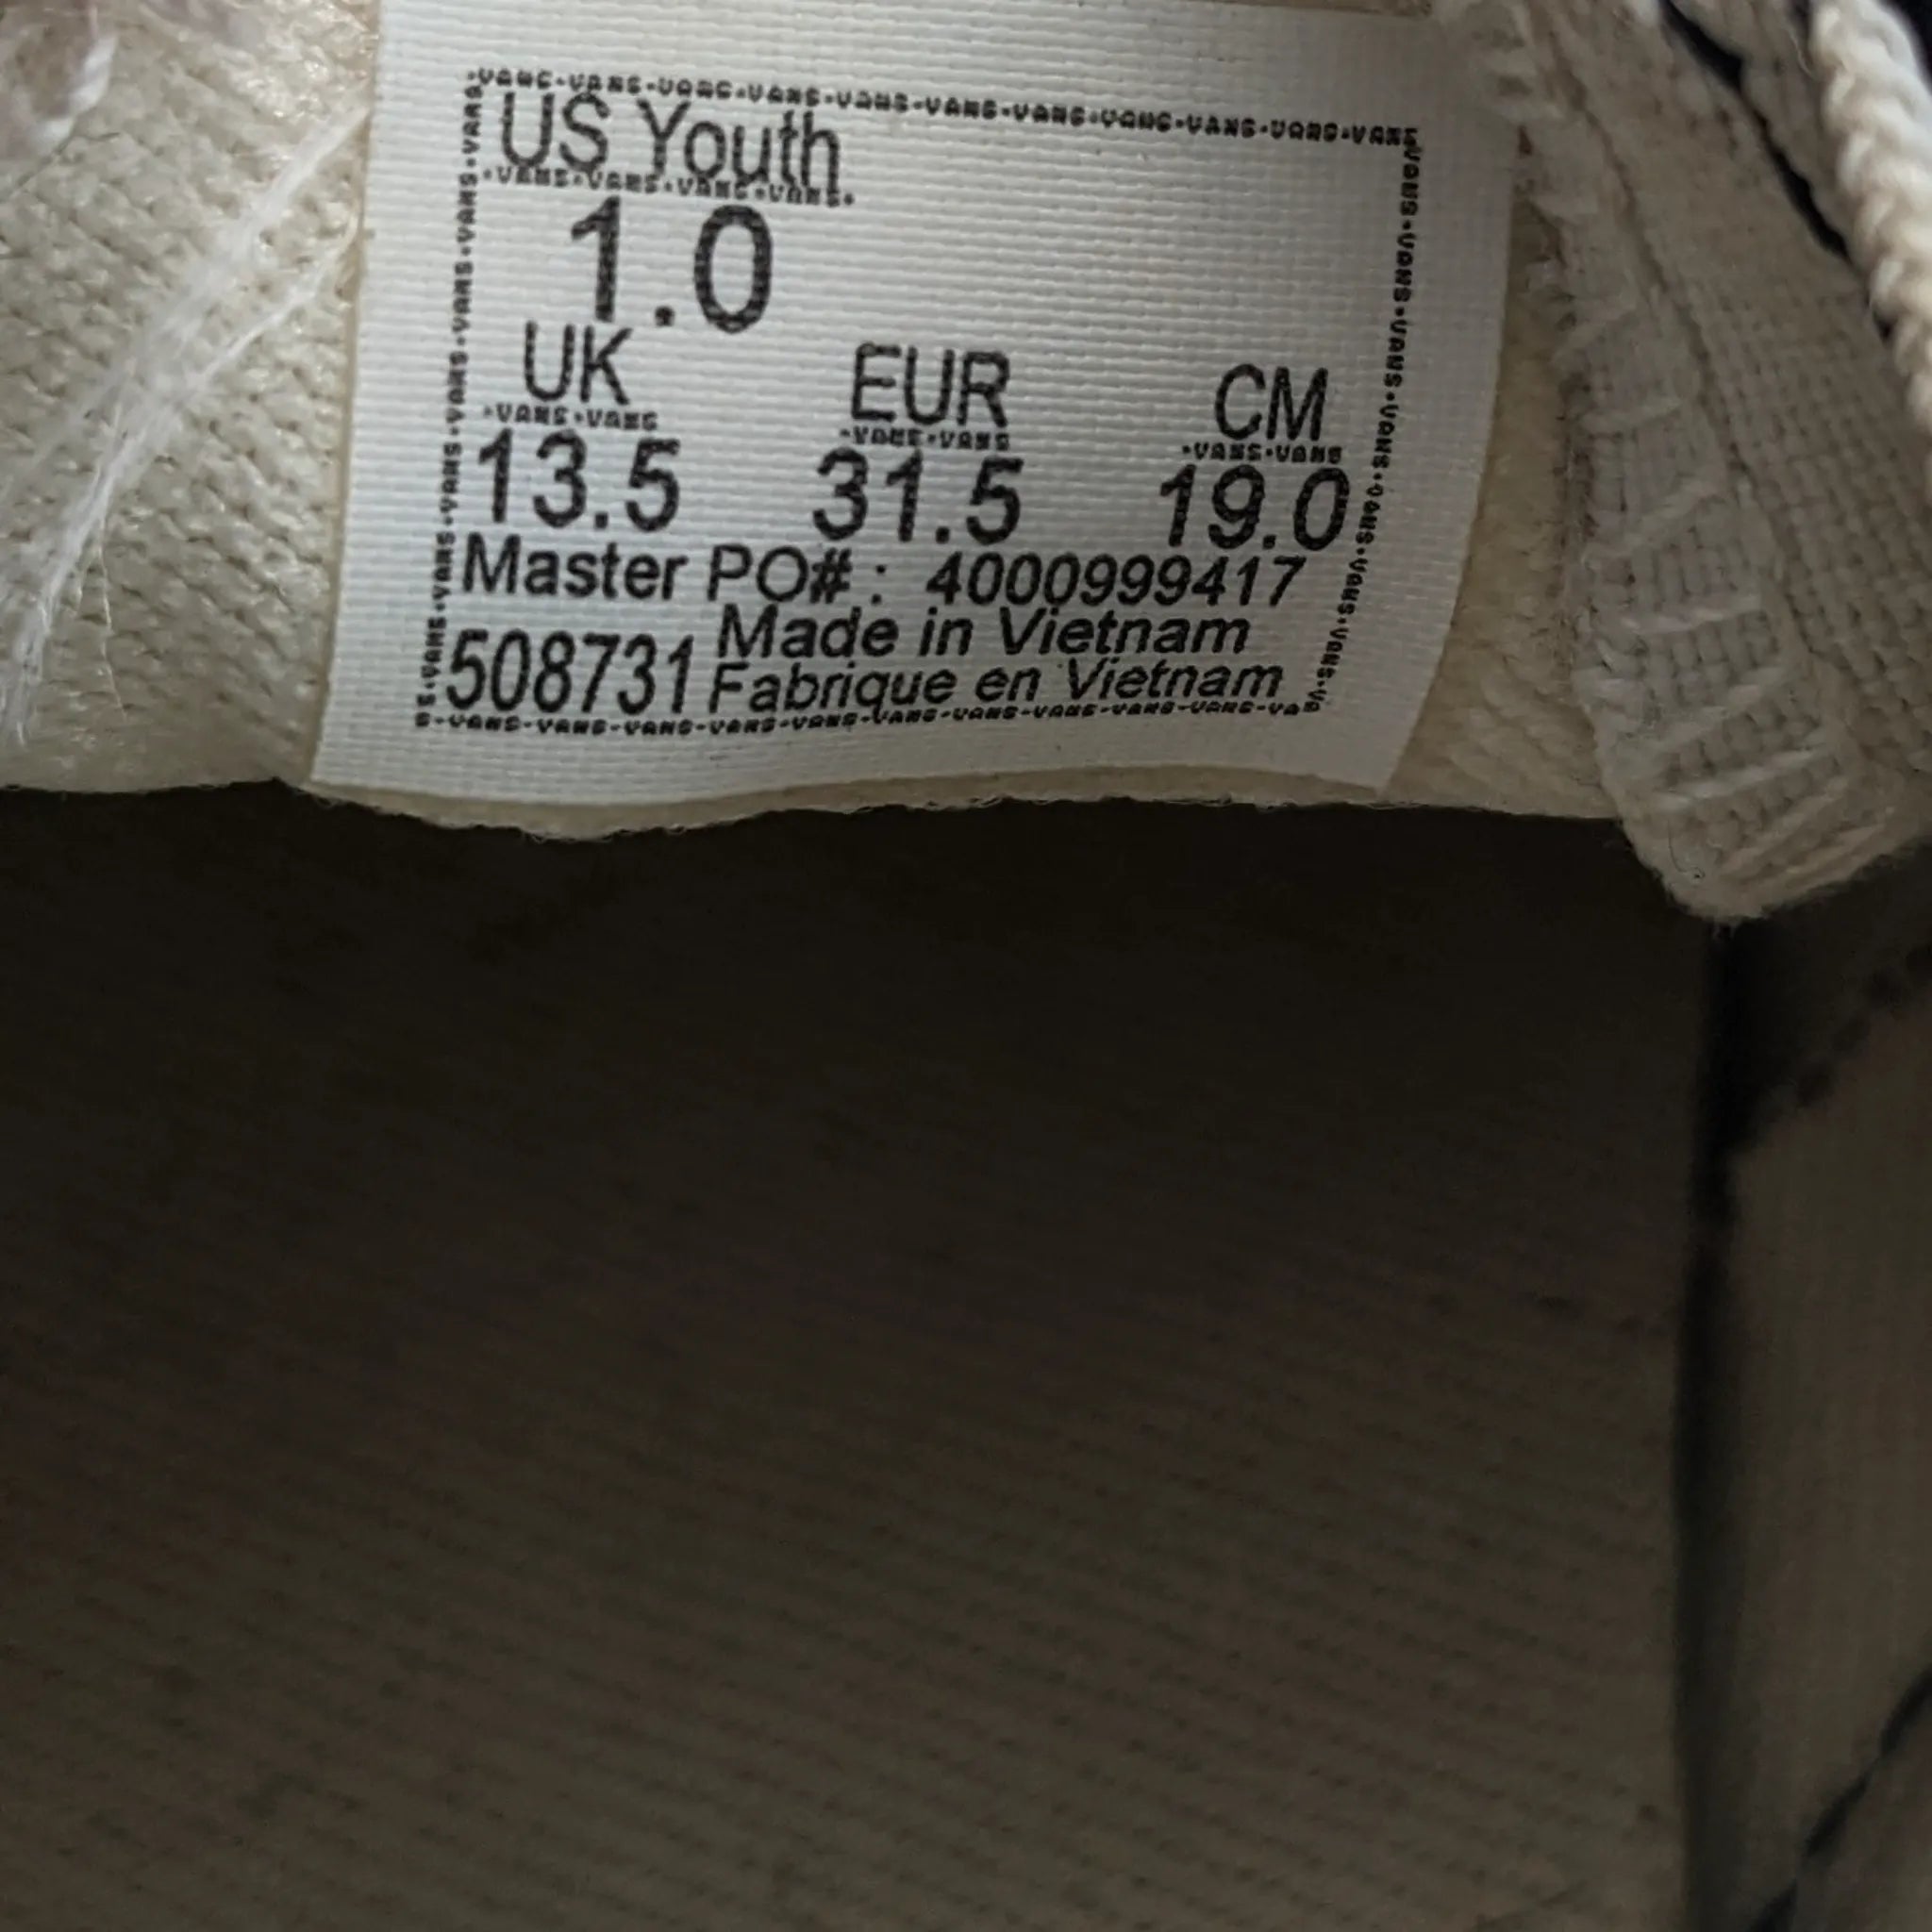 US Youth
1.0
UK EUR CM
13.5 31.5 19.0
Master PO# : 4000999417
508731 Made in Vietnam
Fabrique en Vietnam